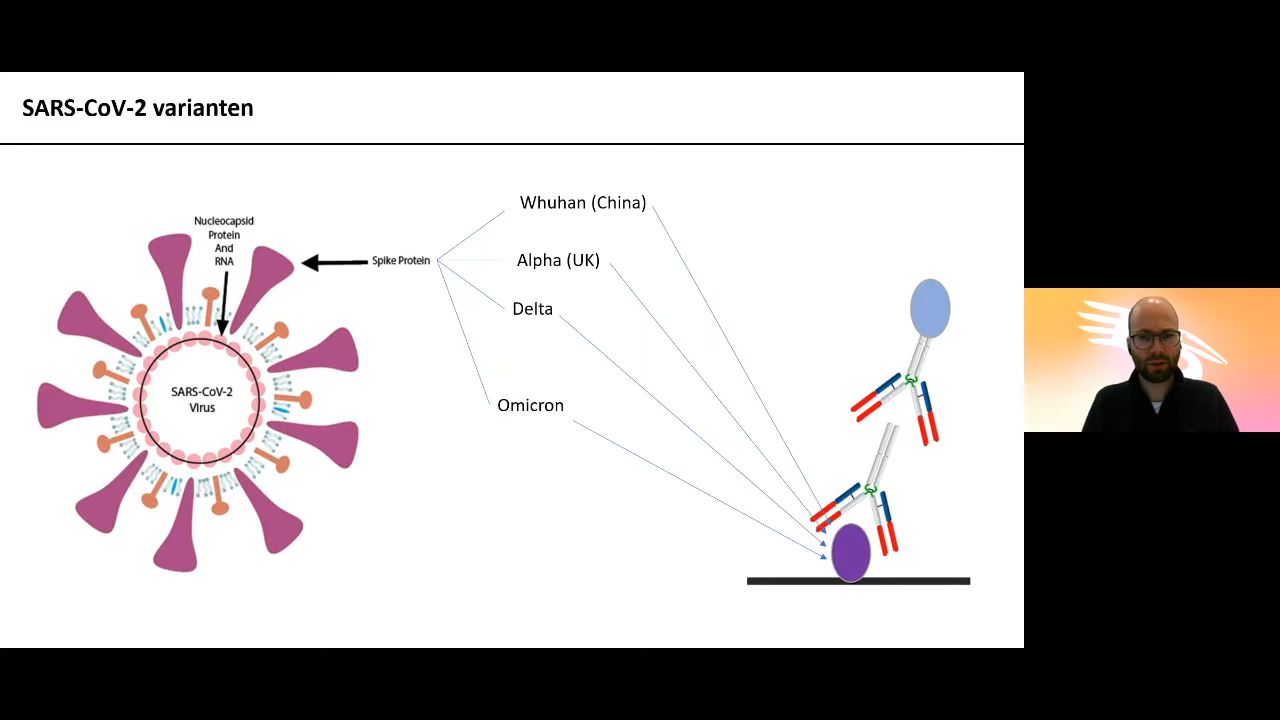 SARS-CoV-2 varianten
Nucleocapsid
Protein
And
RNA
Spike Protein
SARS-CoV-2
Virus
Whuhan (China)
Alpha (UK)
Delta
Omicron